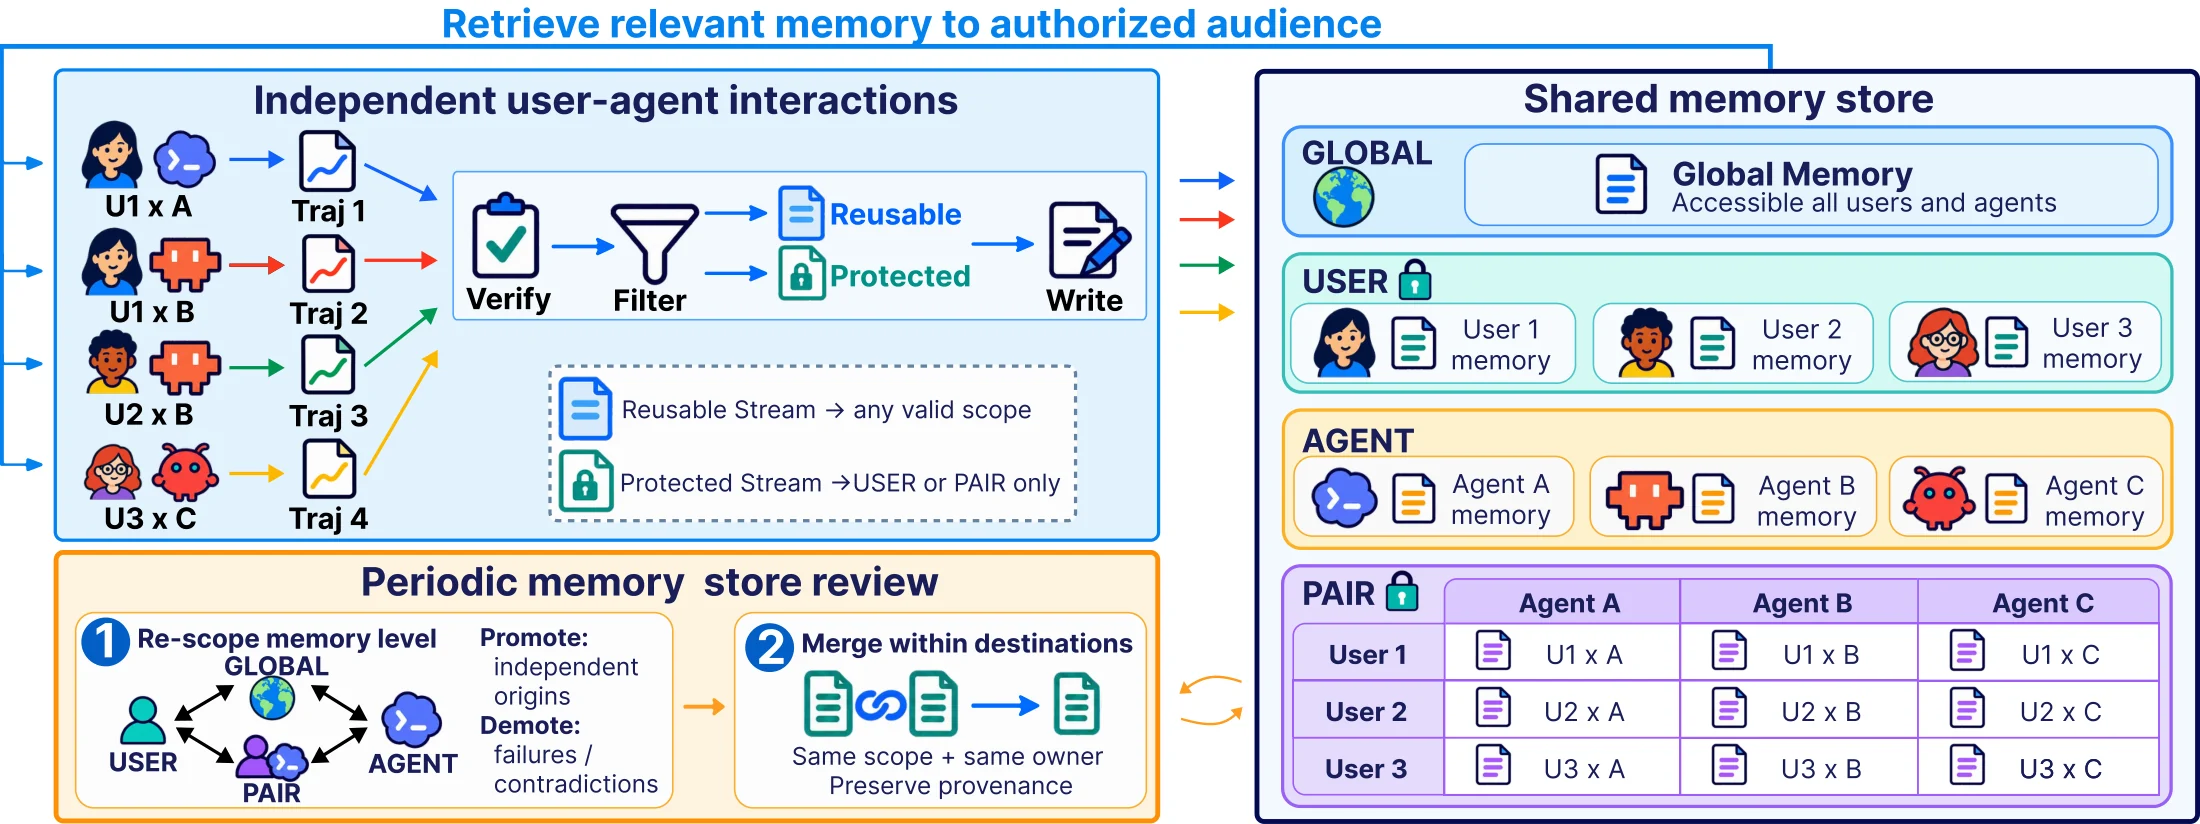 Retrieve relevant memory to authorized audience
Independent user-agent interactions
U1 x A
Traj 1
U1 x B
Traj 2
U2 x B
Traj 3
U3 x C
Traj 4
Verify
Filter
Reusable
Protected
Write
Reusable Stream → any valid scope
Protected Stream →USER or PAIR only
Periodic memory store review
1
Re-scope memory level
GLOBAL
USER
AGENT
PAIR
Promote:
independent
origins
Demote:
failures /
contradictions
2
Merge within destinations
Same scope + same owner
Preserve provenance
Shared memory store
GLOBAL
Global Memory
Accessible all users and agents
USER
User 1
memory
User 2
memory
User 3
memory
AGENT
Agent A
memory
Agent B
memory
Agent C
memory
PAIR
Agent A
Agent B
Agent C
User 1
U1 x A
U1 x B
U1 x C
User 2
U2 x A
U2 x B
U2 x C
User 3
U3 x A
U3 x B
U3 x C